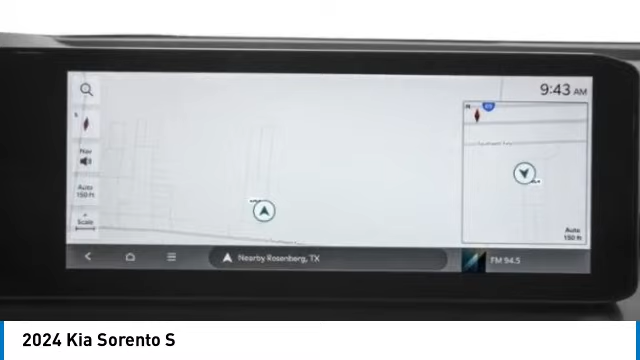 9:43 AM
N
Nav
Auto
150 ft
Scale
Auto
150 ft
Nearby Rosenberg, TX
FM 94.5
2024 Kia Sorento S